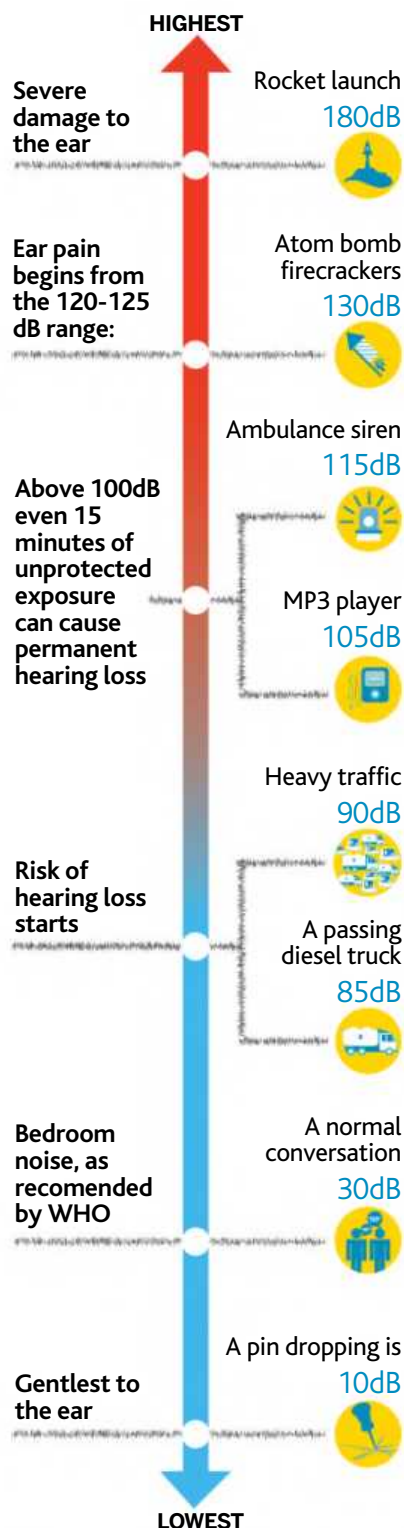 HIGHEST
Severe
damage to
the ear
Rocket launch
180dB
Ear pain
begins from
the 120-125
dB range:
Atom bomb
firecrackers
130dB
Ambulance siren
115dB
Above 100dB
even 15
minutes of
unprotected
exposure
can cause
permanent
hearing loss
MP3 player
105dB
Heavy traffic
90dB
Risk of
hearing loss
starts
A passing
diesel truck
85dB
Bedroom
noise, as
recomended
by WHO
A normal
conversation
30dB
Gentlest to
the ear
A pin dropping is
10dB
LOWEST